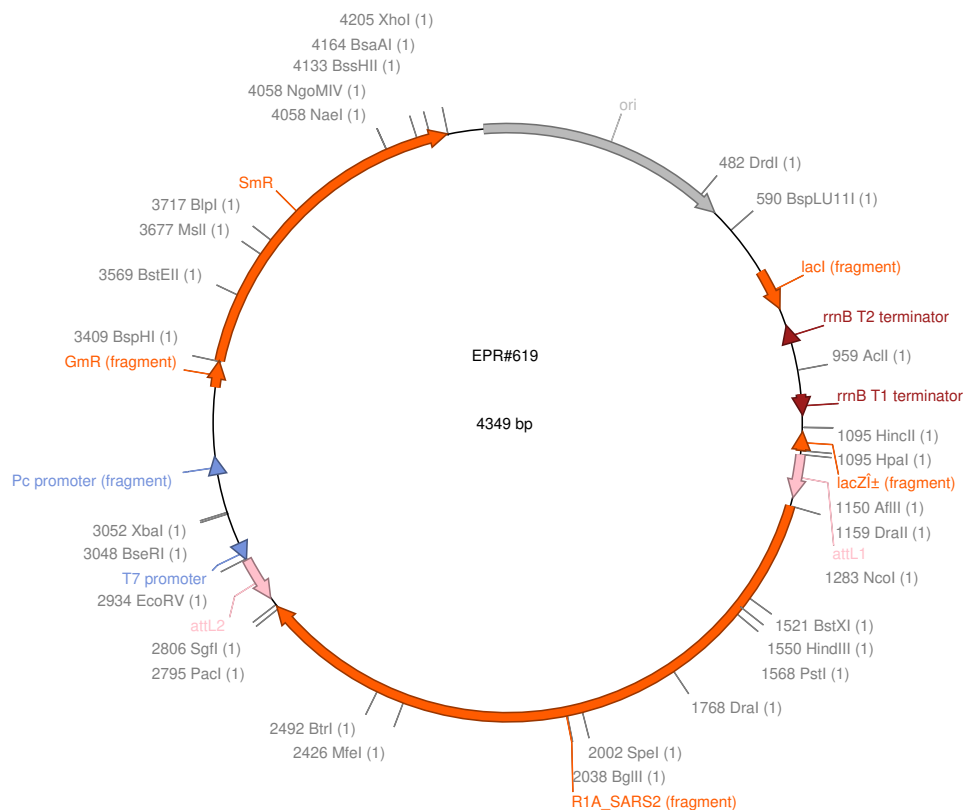 4205 XhoI (1)
4164 BsaAI (1)
4133 BssHII (1)
4058 NgoMIV (1)
4058 NaeI (1)
ori
482 DrdI (1)
590 BspLU11I (1)
SmR
3717 BlpI (1)
3677 MslI (1)
3569 BstEII (1)
3409 BspHI (1)
GmR (fragment)
lacI (fragment)
rrnB T2 terminator
959 AclI (1)
rrnB T1 terminator
EPR#619
4349 bp
1095 HincII (1)
1095 HpaI (1)
lacZÎ± (fragment)
1150 AflII (1)
1159 DraII (1)
attL1
1283 NcoI (1)
Pc promoter (fragment)
3052 XbaI (1)
3048 BseRI (1)
T7 promoter
2934 EcoRV (1)
attL2
2806 SgfI (1)
2795 PacI (1)
1521 BstXI (1)
1550 HindIII (1)
1568 PstI (1)
1768 DraI (1)
2492 BtrI (1)
2426 MfeI (1)
2002 SpeI (1)
2038 BglII (1)
R1A_SARS2 (fragment)